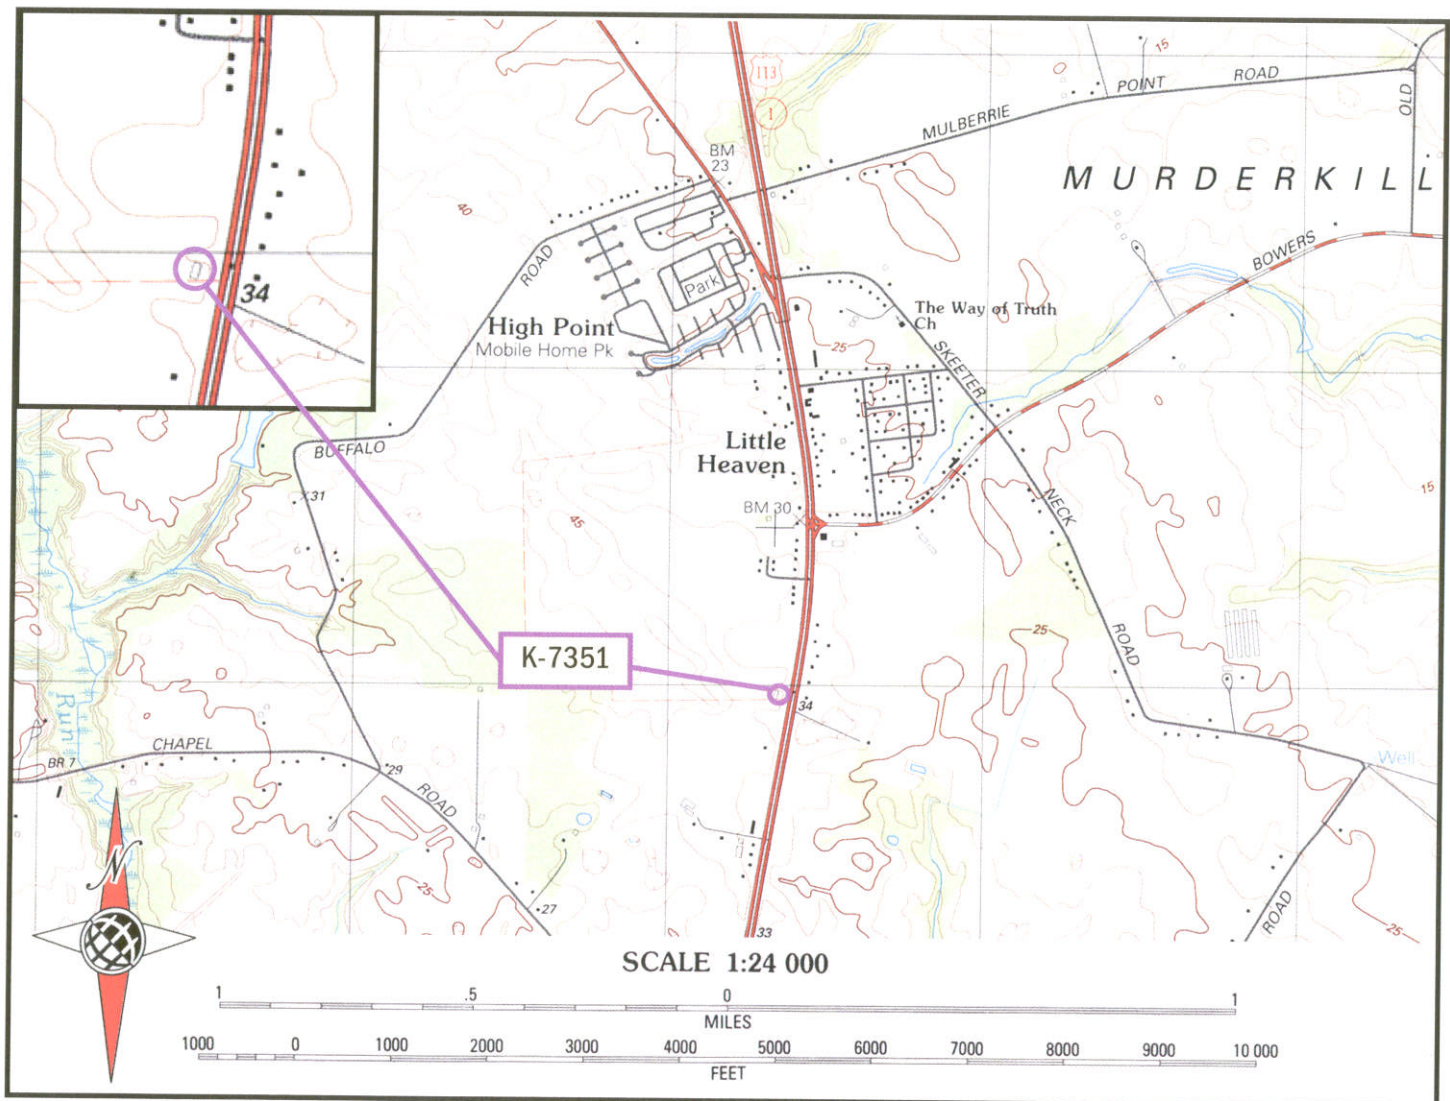 34
113
1
15
MULBERRIE
POINT
ROAD
OLD
BM
23
MURDERKILL
40
ROAD
Park
BOWERS
High Point
Mobile Home Pk
The Way of Truth
Ch
25
SKEETER
Little
Heaven
BUFFALO
31
45
BM 30
NECK
15
K-7351
25
ROAD
34
Run
CHAPEL
BR 7
29
ROAD
Well
25
27
ROAD
25
33
N
SCALE 1:24 000
1 .5 0 1
MILES
1000 0 1000 2000 3000 4000 5000 6000 7000 8000 9000 10 000
FEET